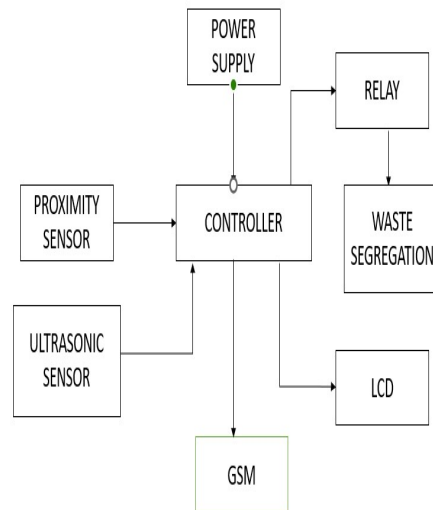 POWER
SUPPLY
RELAY
PROXIMITY
SENSOR
CONTROLLER
WASTE
SEGREGATION
ULTRASONIC
SENSOR
LCD
GSM